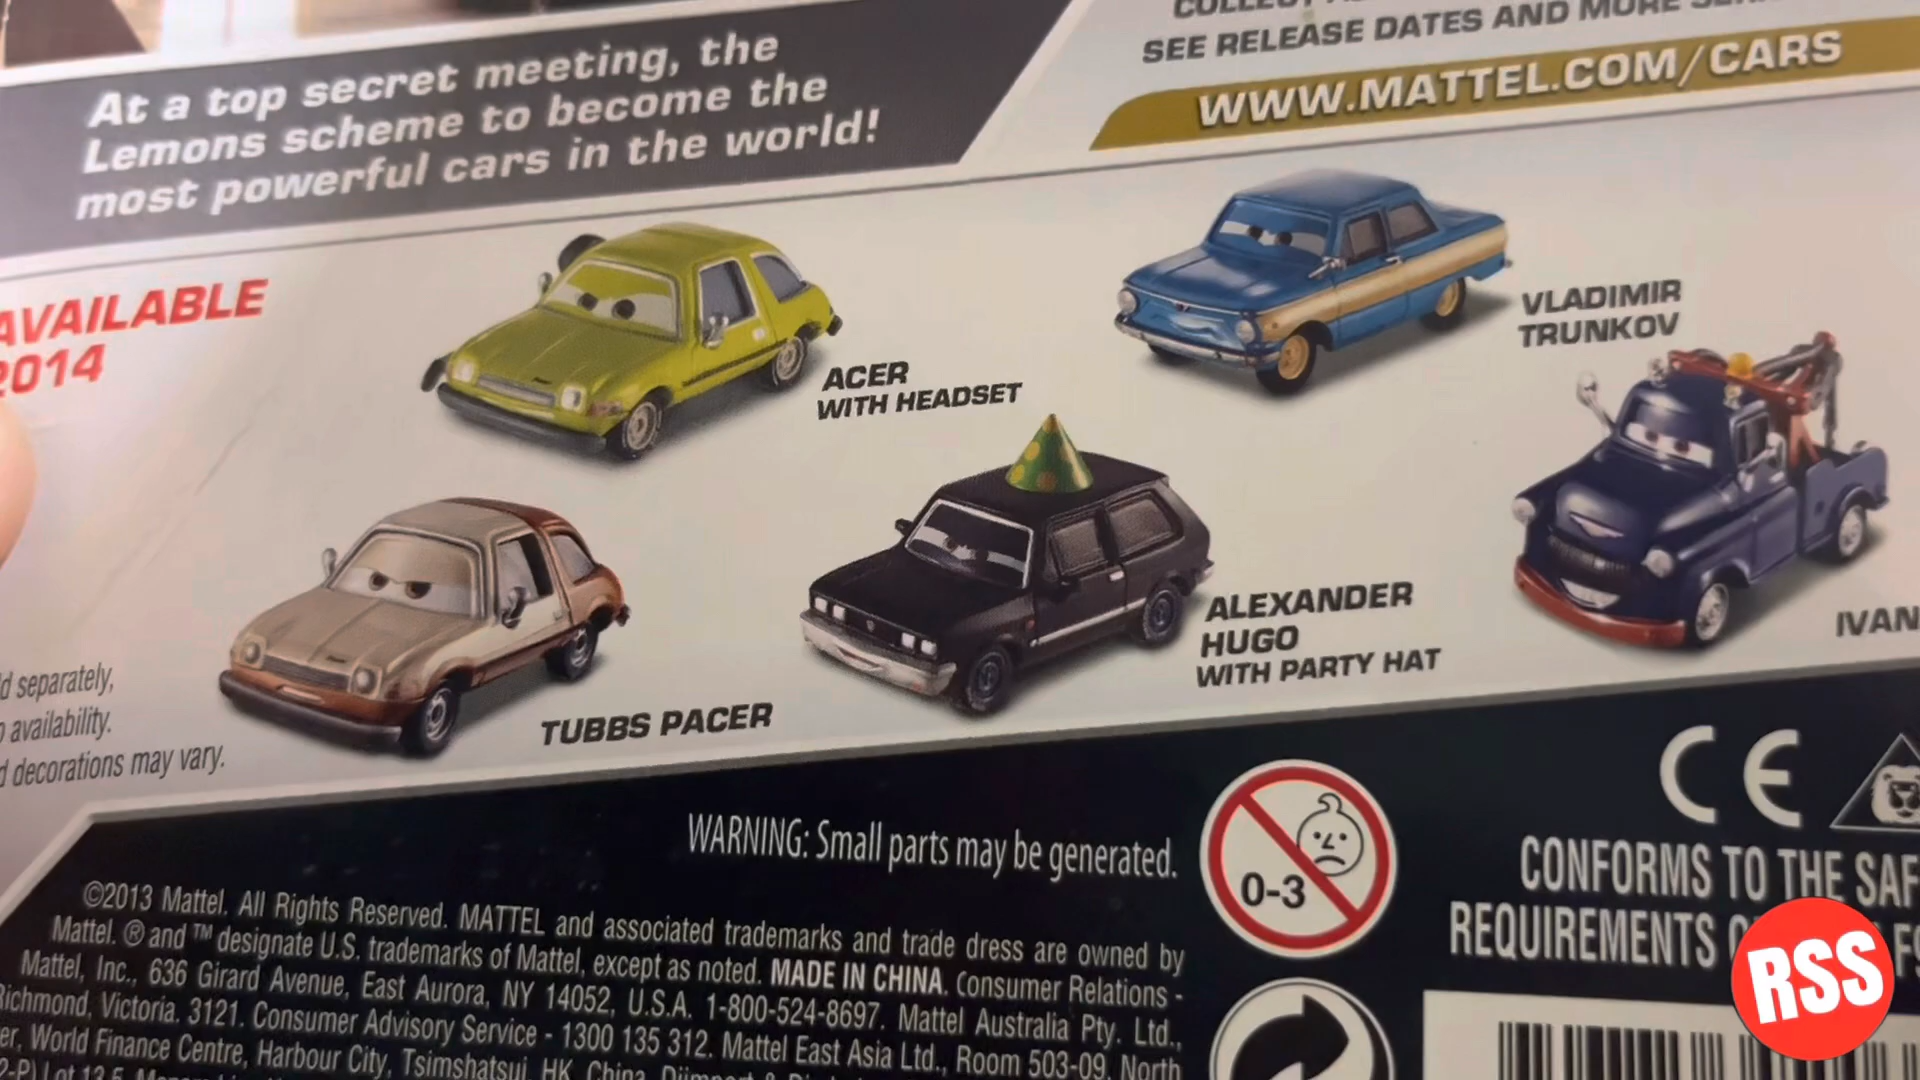 At a top secret meeting, the
Lemons scheme to become the
most powerful cars in the world!
SEE RELEASE DATES AND MORE
WWW.MATTEL.COM/CARS
AVAILABLE
2014
ACER
WITH HEADSET
VLADIMIR
TRUNKOV
TUBBS PACER
ALEXANDER
HUGO
WITH PARTY HAT
IVAN
separately,
availability.
decorations may vary.
WARNING: Small parts may be generated.
0-3
CE
CONFORMS TO THE
REQUIREMENTS
©2013 Mattel. All Rights Reserved. MATTEL and associated trademarks and trade dress are owned by
Mattel. ® and ™ designate U.S. trademarks of Mattel, except as noted. MADE IN CHINA. Consumer Relations -
Mattel, Inc., 636 Girard Avenue, East Aurora, NY 14052, U.S.A. 1-800-524-8697. Mattel Australia Pty. Ltd.,
Richmond, Victoria. 3121. Consumer Advisory Service - 1300 135 312. Mattel East Asia Ltd., Room 503-09, North
World Finance Centre, Harbour City, Tsimshatsui, HK, China.
RSS